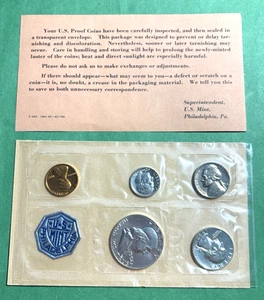 Your U.S. Proof Coins have been carefully inspected, and then sealed in
a transparent envelope. This package was designed to prevent or delay tar-
nishing and discoloration. Nevertheless, sooner or later tarnishing may
occur. Care in handling and storing will help to prolong the newly-minted
luster of the coins; heat and direct sunlight are especially harmful.
Please do not ask us to make exchanges or adjustments.
If there should appear—what may seem to you—a defect or scratch on a
coin—it is, no doubt, a crease in the packaging material. We tell you this
to save us both unnecessary correspondence.
Superintendent,
U.S. Mint,
Philadelphia, Pa.